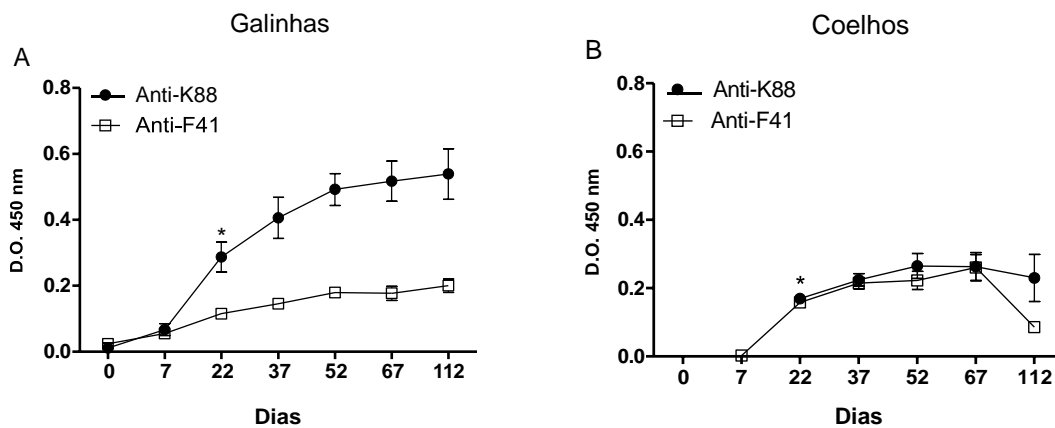 Galinhas
A
Anti-K88
Anti-F41
D.O. 450 nm
0.8
0.6
0.4
0.2
0.0
*
0 7 22 37 52 67 112
Dias
Coelhos
B
Anti-K88
Anti-F41
D.O. 450 nm
0.8
0.6
0.4
0.2
0.0
*
0 7 22 37 52 67 112
Dias